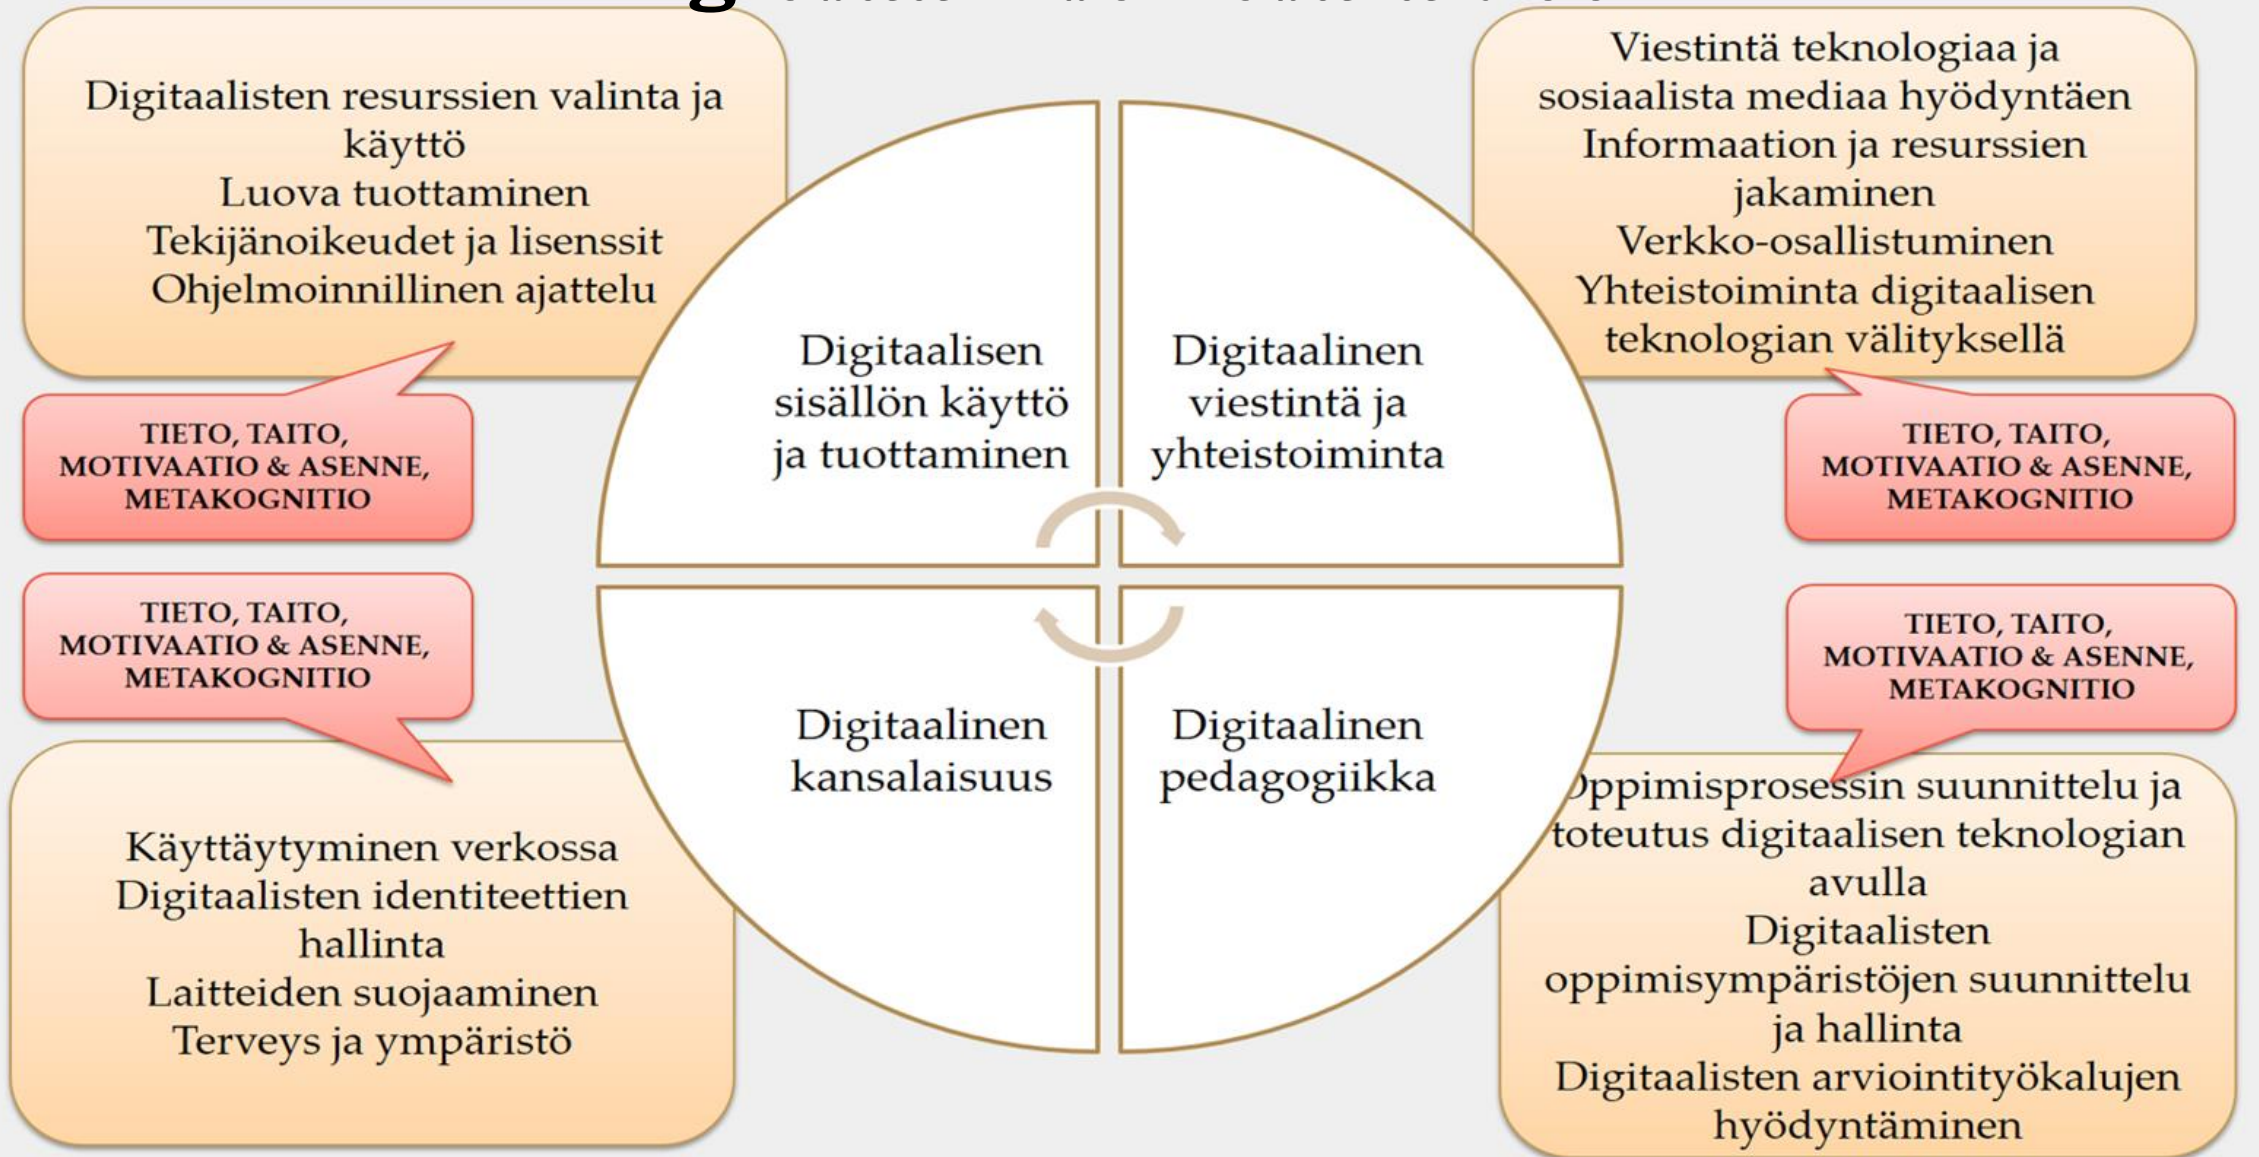 Digitaalisten resurssien valinta ja
käyttö
Luova tuottaminen
Tekijänoikeudet ja lisenssit
Ohjelmoinnillinen ajattelu
Viestintä teknologiaa ja
sosiaalista mediaa hyödyntäen
Informaation ja resurssien
jakaminen
Verkko-osallistuminen
Yhteistoiminta digitaalisen
teknologian välityksellä
Digitaalisen
sisällön käyttö
ja tuottaminen
Digitaalinen
viestintä ja
yhteistoiminta
TIETO, TAITO,
MOTIVAATIO & ASENNE,
METAKOGNITIO
TIETO, TAITO,
MOTIVAATIO & ASENNE,
METAKOGNITIO
TIETO, TAITO,
MOTIVAATIO & ASENNE,
METAKOGNITIO
TIETO, TAITO,
MOTIVAATIO & ASENNE,
METAKOGNITIO
Digitaalinen
kansalaisuus
Digitaalinen
pedagogiikka
Käyttäytyminen verkossa
Digitaalisten identiteettien
hallinta
Laitteiden suojaaminen
Terveys ja ympäristö
Oppimisprosessin suunnittelu ja
toteutus digitaalisen teknologian
avulla
Digitaalisten
oppimisympäristöjen suunnittelu
ja hallinta
Digitaalisten arviointityökalujen
hyödyntäminen